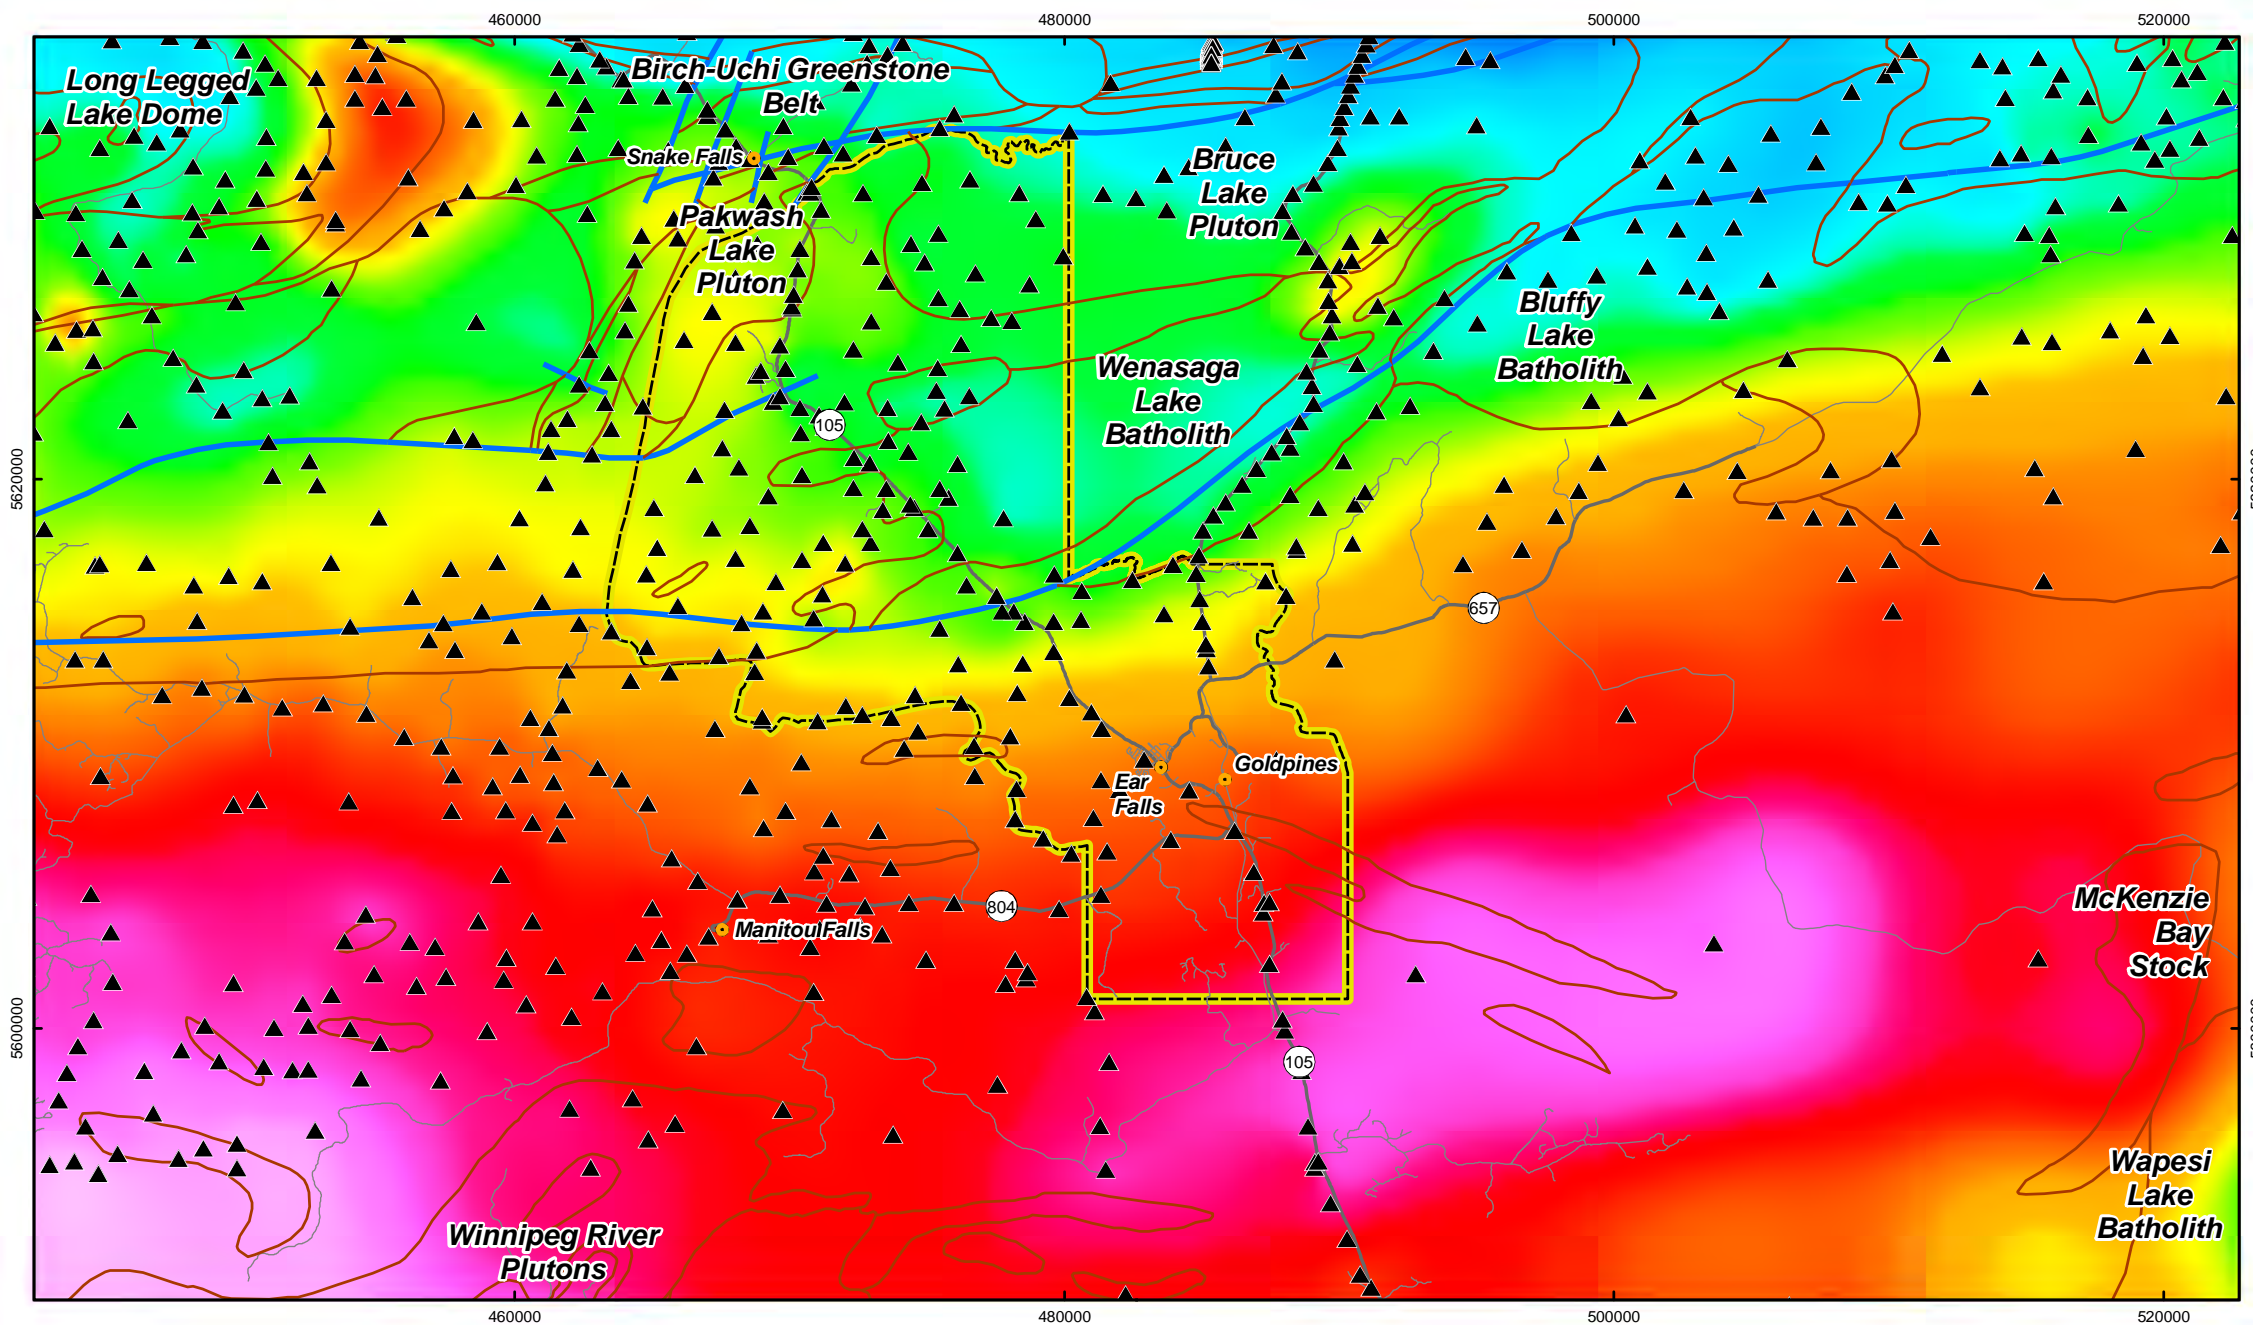 460000
480000
500000
520000
Long Legged
Lake Dome
Birch-Uchi Greenstone
Belt
Snake Falls
Bruce
Lake
Pluton
Pakwash
Lake
Pluton
Bluffy
Lake
Batholith
Wenasaga
Lake
Batholith
105
5620000
657
Goldpines
Ear
Falls
804
Manitou Falls
McKenzie
Bay
Stock
5600000
105
Wapesi
Lake
Batholith
Winnipeg River
Plutons
460000
480000
500000
520000